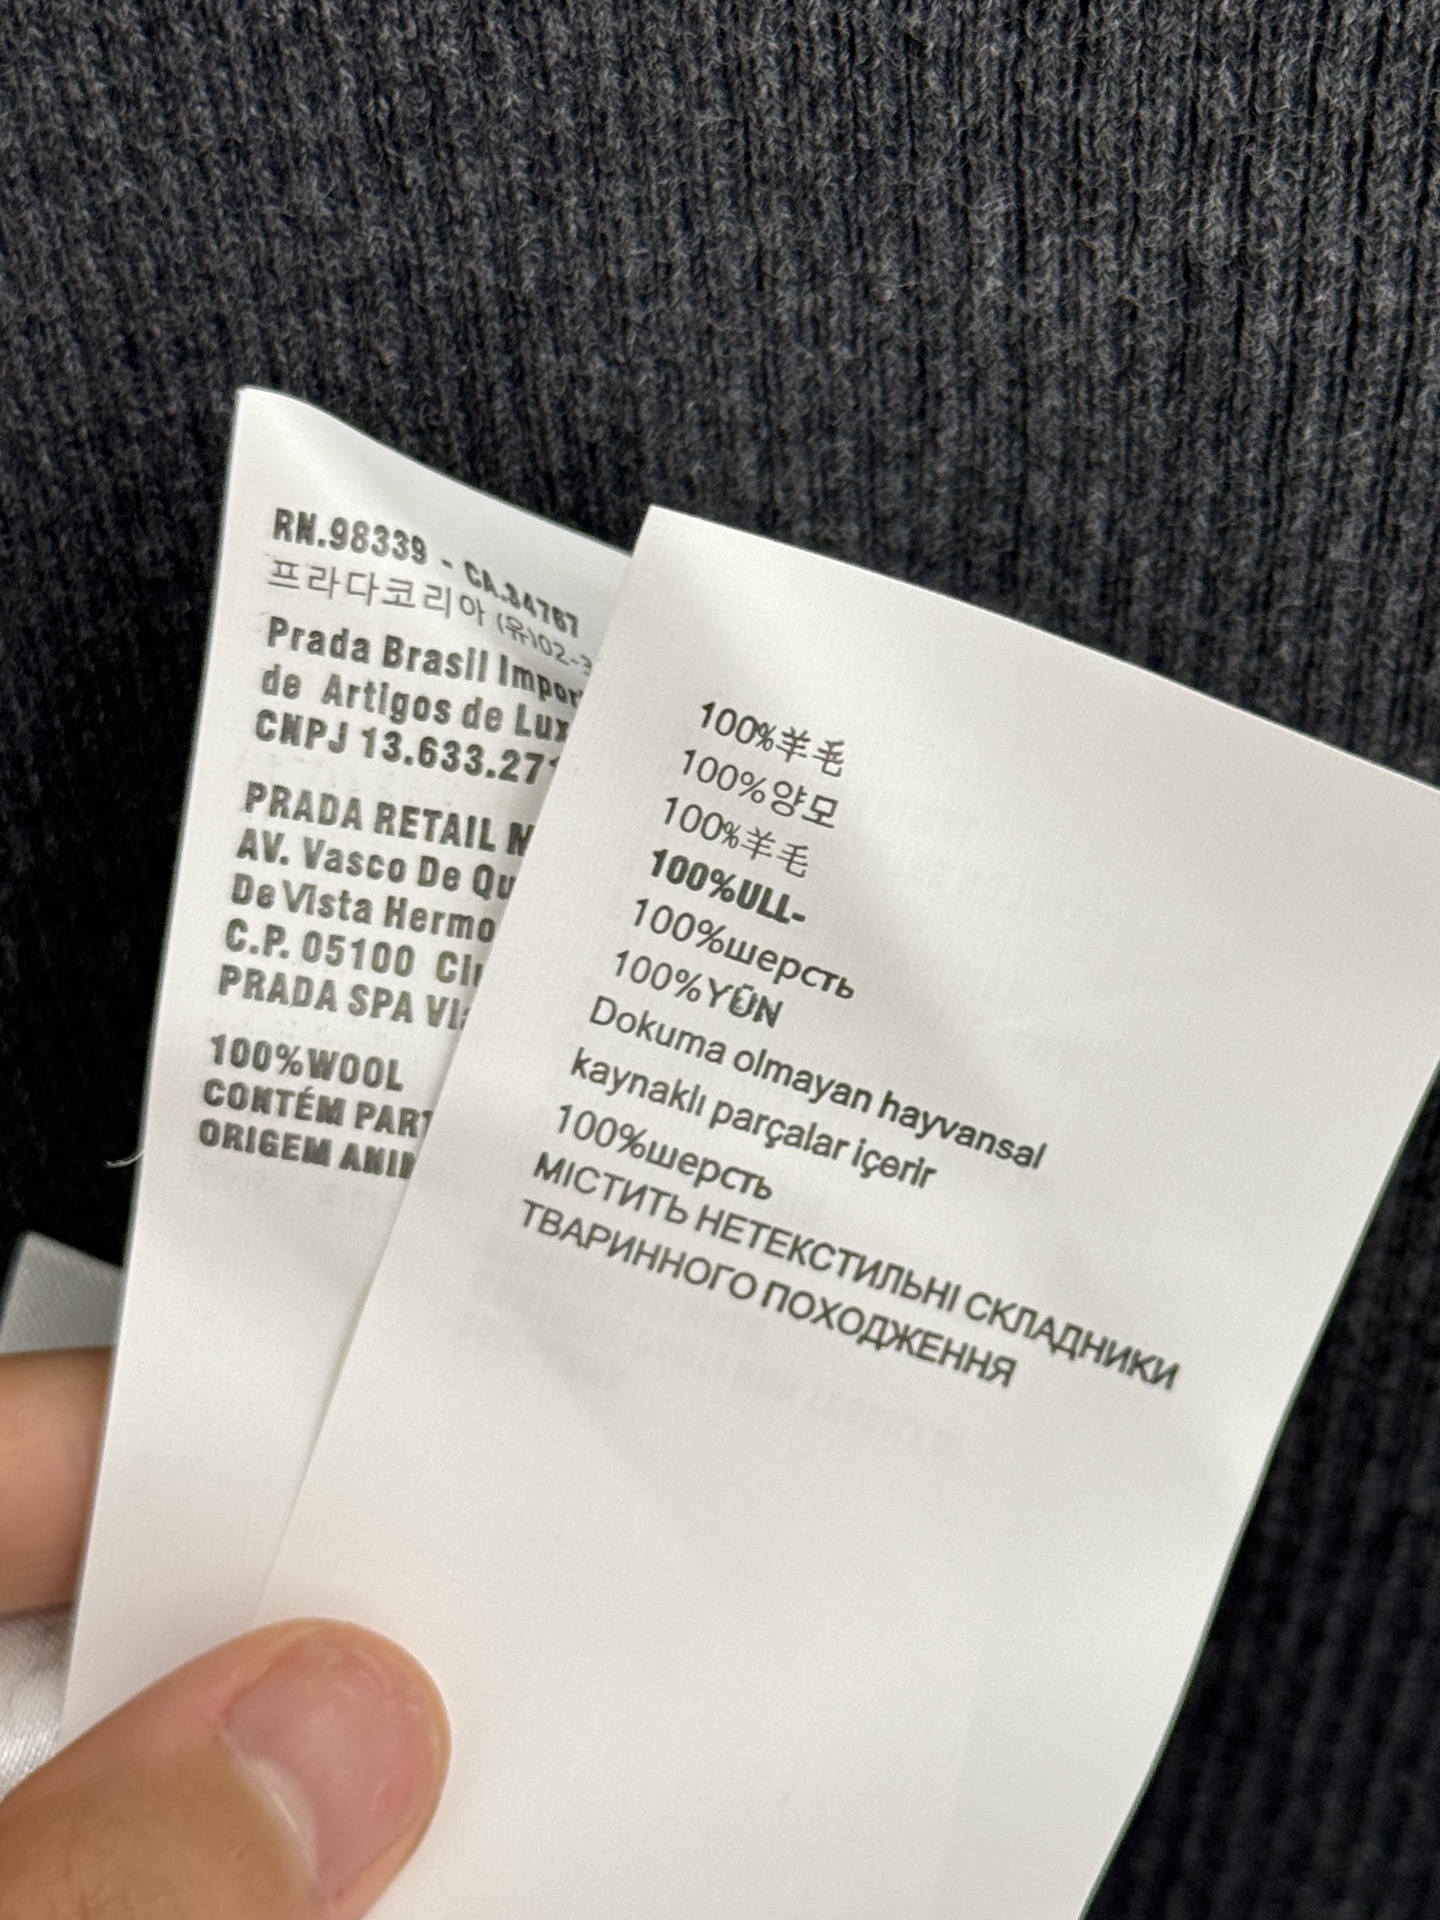 RN.98339 - CA.34767
프라다코리아 (유)02-3
Prada Brasil Impor
de Artigos de Lux
CNPJ 13.633.271
PRADA RETAIL
AV. Vasco De Qu
De Vista Hermo
C.P. 05100
PRADA SPA
100%WOOL
CONTÉM PART
ORIGEM ANI
100%羊毛
100%양모
100%羊毛
100%ULL-
100%шерсть
100%YÜN
Dokuma olmayan hayvansal
kaynaklı parçalar içerir
100%шерсть
МІСТИТЬ НЕТЕКСТИЛЬНІ СКЛАДНИКИ
ТВАРИННОГО ПОХОДЖЕННЯ